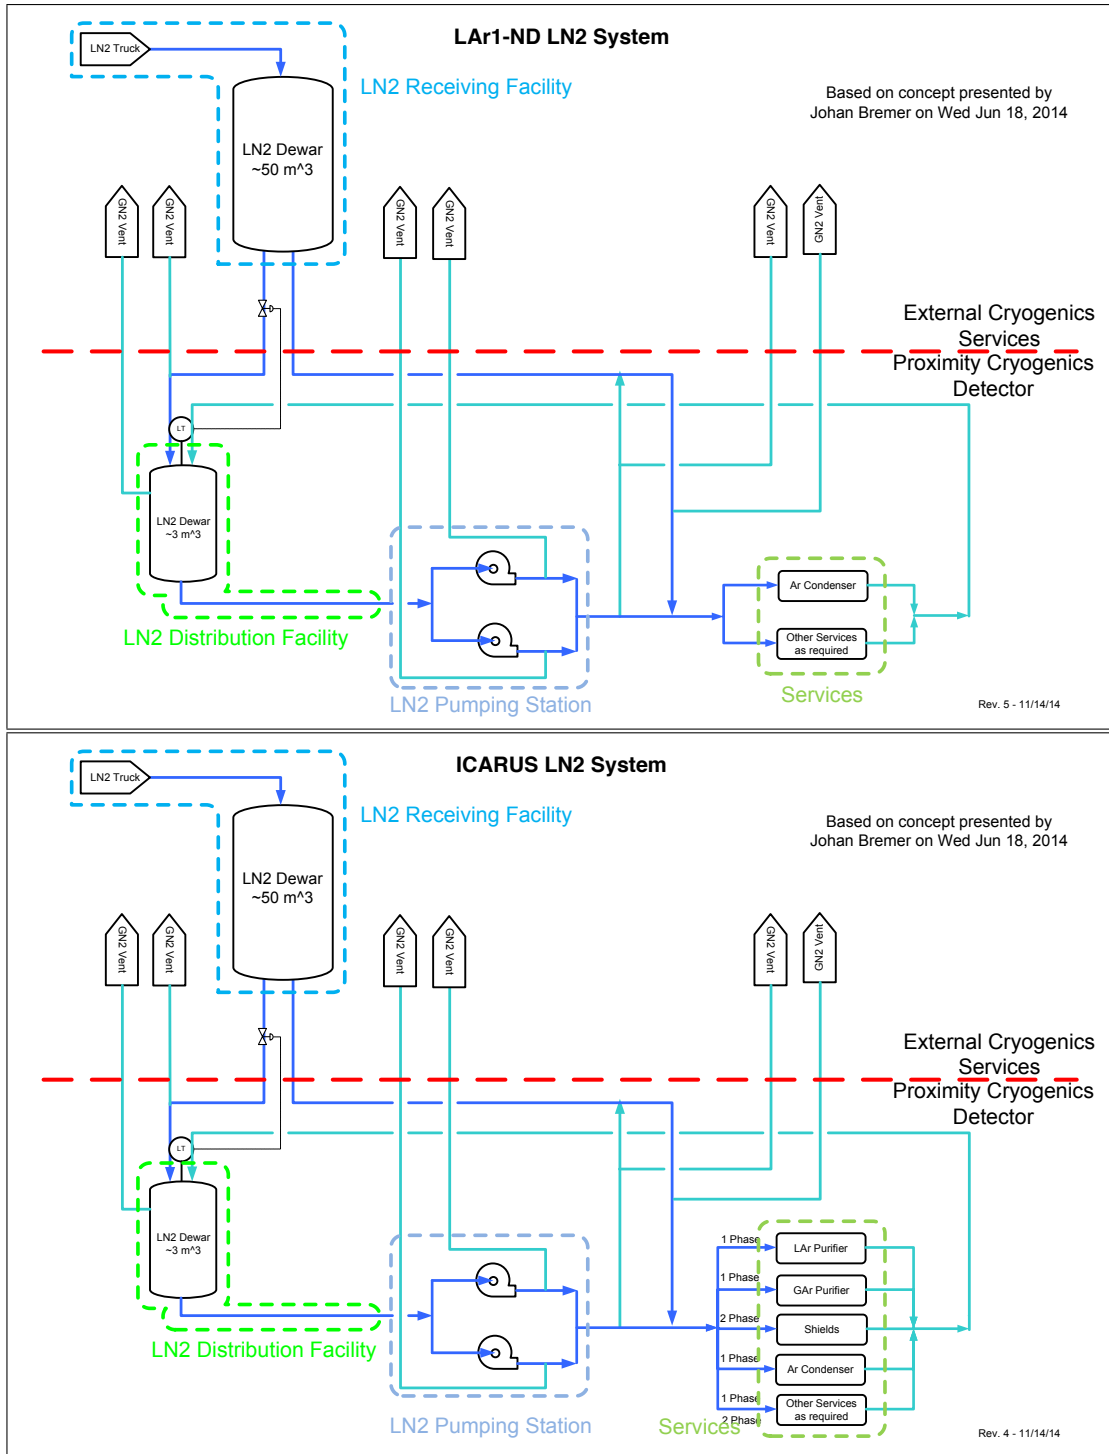 LAr1-ND LN2 System
LN2 Truck
LN2 Receiving Facility
Based on concept presented by
Johan Bremer on Wed Jun 18, 2014
LN2 Dewar
~50 m^3
GN2 Vent
GN2 Vent
GN2 Vent
GN2 Vent
GN2 Vent
GN2 Vent
External Cryogenics
Services
Proximity Cryogenics
Detector
LT
LN2 Dewar
~3 m^3
LN2 Distribution Facility
LN2 Pumping Station
Ar Condenser
Other Services
as required
Services
Rev. 5 - 11/14/14
ICARUS LN2 System
LN2 Truck
LN2 Receiving Facility
Based on concept presented by
Johan Bremer on Wed Jun 18, 2014
LN2 Dewar
~50 m^3
GN2 Vent
GN2 Vent
GN2 Vent
GN2 Vent
GN2 Vent
GN2 Vent
External Cryogenics
Services
Proximity Cryogenics
Detector
LT
LN2 Dewar
~3 m^3
LN2 Distribution Facility
LN2 Pumping Station
1 Phase
LAr Purifier
1 Phase
GAr Purifier
2 Phase
Shields
1 Phase
Ar Condenser
1 Phase
2 Phase
Other Services
as required
Services
Rev. 4 - 11/14/14